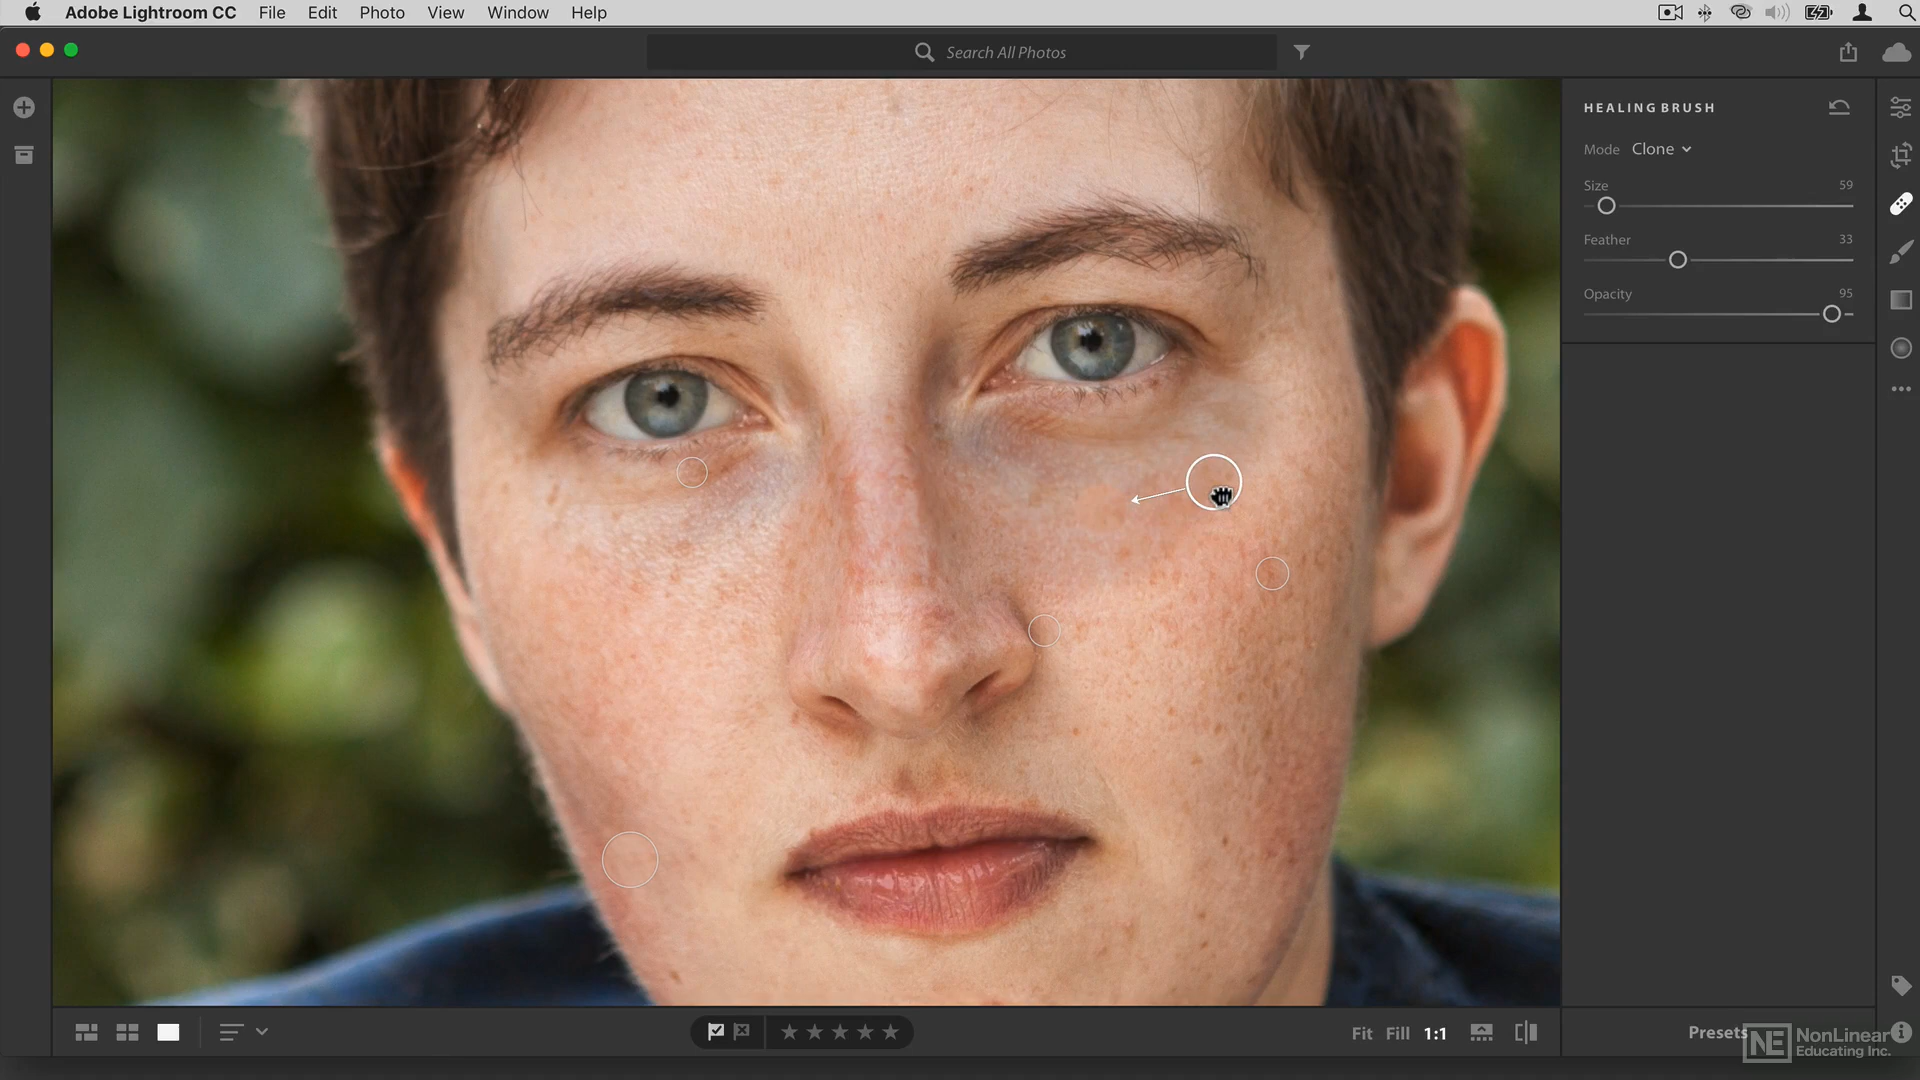 Adobe Lightroom CC File Edit Photo View Window Help
Search All Photos
HEALING BRUSH
Mode Clone
Size 59
Feather 33
Opacity 95
Fit Fill 1:1
Presets
NE NonLinear
Educating Inc.